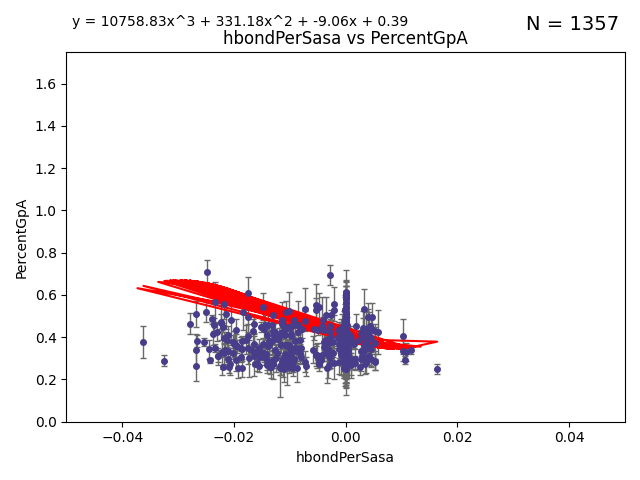 y = 10758.83x^3 + 331.18x^2 + -9.06x + 0.39
N = 1357
hbondPerSasa vs PercentGpA
PercentGpA
1.6
1.4
1.2
1.0
0.8
0.6
0.4
0.2
0.0
−0.04 −0.02 0.00 0.02 0.04
hbondPerSasa